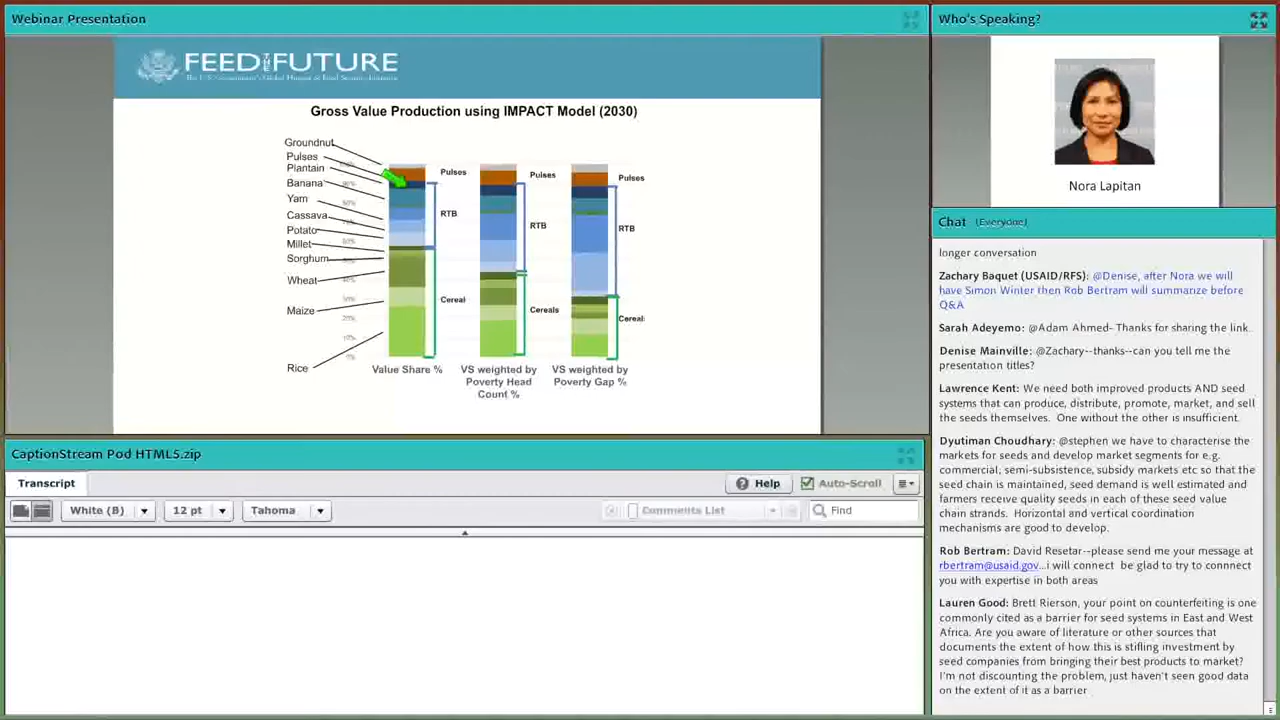 Webinar Presentation
FEED THE FUTURE
The U.S. Government's Global Hunger & Food Security Initiative
Gross Value Production using IMPACT Model (2030)
Groundnut
Pulses
Plantain
Banana
Yam
Cassava
Potato
Millet
Sorghum
Wheat
Maize
Rice
Pulses
RTB
Cereal
Pulses
RTB
Cereals
Pulses
RTB
Cereal
Value Share %
VS weighted by
Poverty Head
Count %
VS weighted by
Poverty Gap %
CaptionStream Pod HTML5.zip
Transcript
Help
Auto-Scroll
White (B)
12 pt
Tahoma
Comments List
Find
Who's Speaking?
Nora Lapitan
Chat (Everyone)
longer conversation
Zachary Baquet (USAID/RFS): @Denise, after Nora we will
have Simon Winter then Rob Bertram will summarize before
Q&A
Sarah Adeyemo: @Adam Ahmed- Thanks for sharing the link.
Denise Mainville: @Zachary--thanks--can you tell me the
presentation titles?
Lawrence Kent: We need both improved products AND seed
systems that can produce, distribute, promote, market, and sell
the seeds themselves. One without the other is insufficient.
Dyutiman Choudhary: @stephen we have to characterise the
markets for seeds and develop market segments for e.g.
commercial, semi-subsistence, subsidy markets etc so that the
seed chain is maintained, seed demand is well estimated and
farmers receive quality seeds in each of these seed value
chain strands. Horizontal and vertical coordination
mechanisms are good to develop.
Rob Bertram: David Resetar--please send me your message at
rbertram@usaid.gov...i will connect be glad to try to connnect
you with expertise in both areas
Lauren Good: Brett Rierson, your point on counterfeiting is one
commonly cited as a barrier for seed systems in East and West
Africa. Are you aware of literature or other sources that
documents the extent of how this is stifling investment by
seed companies from bringing their best products to market?
I'm not discounting the problem, just haven't seen good data
on the extent of it as a barrier